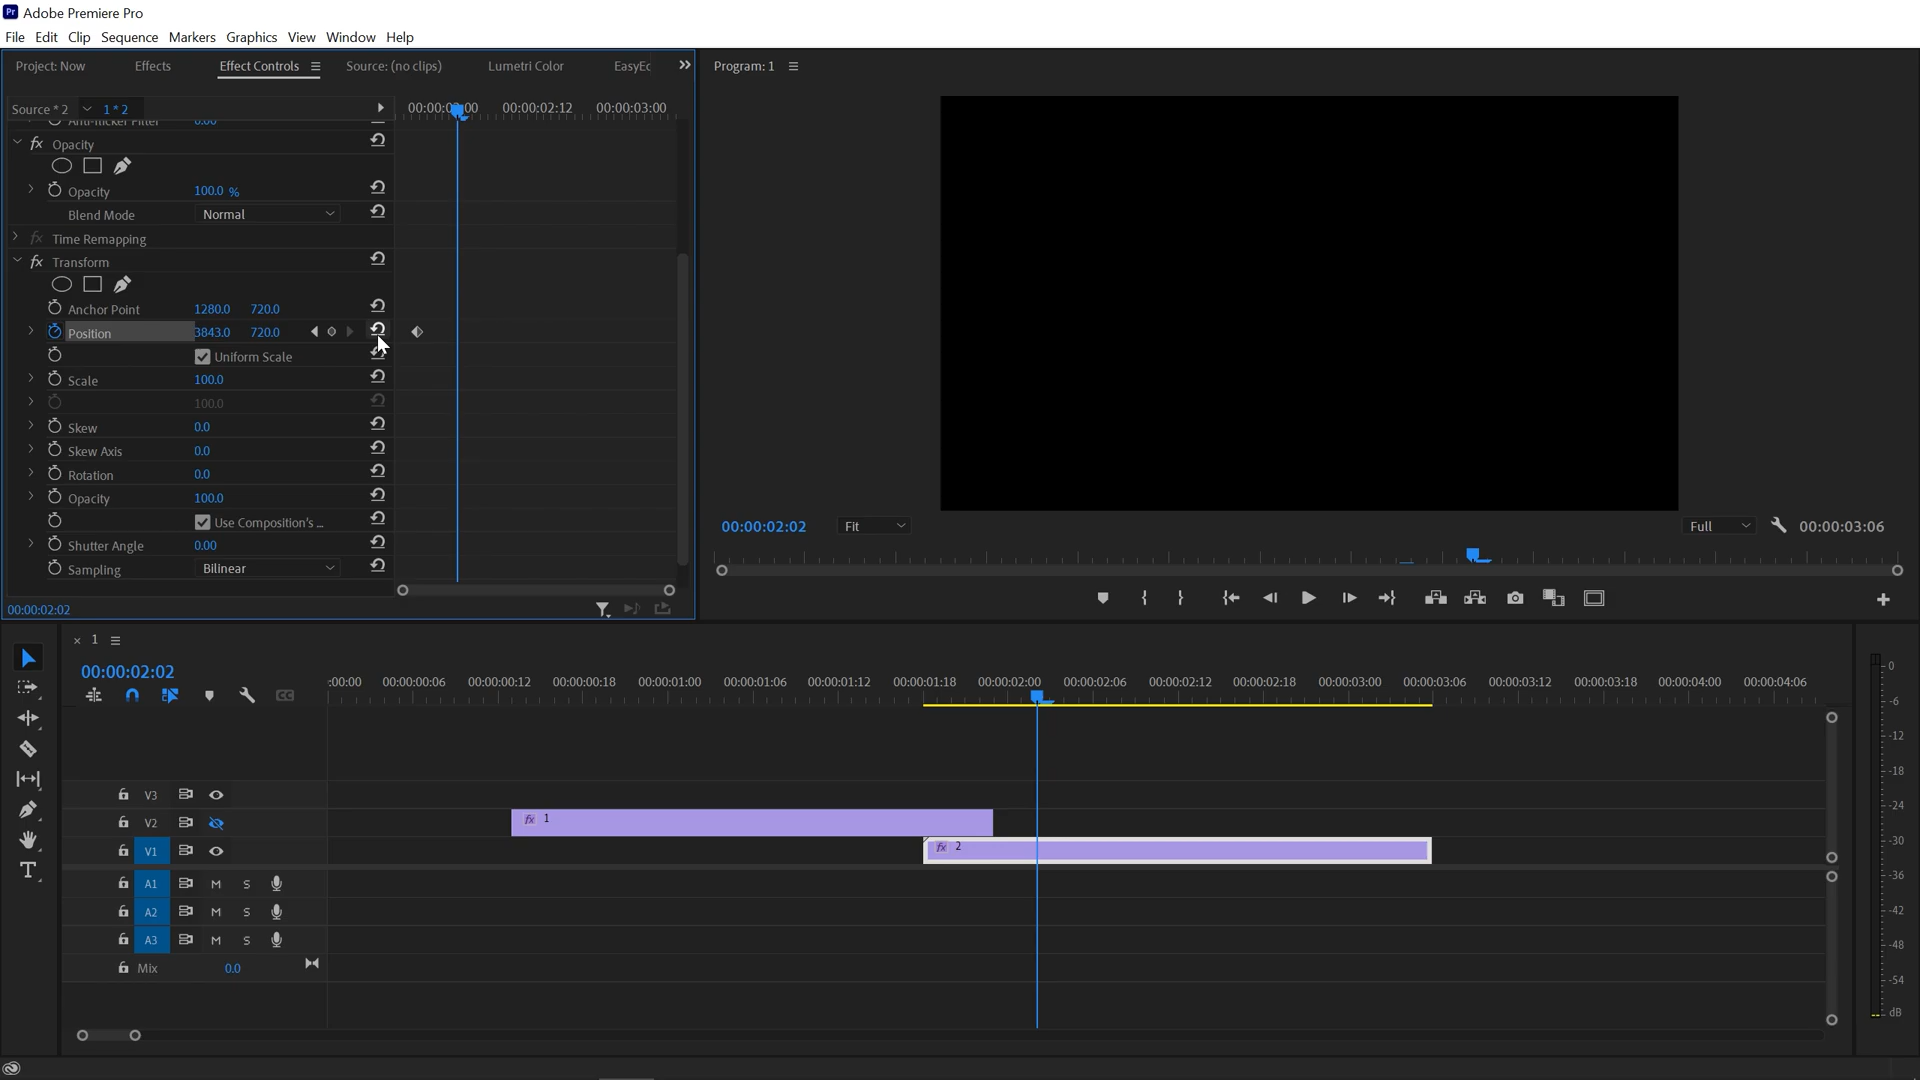 Pr Adobe Premiere Pro
File Edit Clip Sequence Markers Graphics View Window Help
Project: Now Effects Effect Controls Source: (no clips) Lumetri Color EasyEc
Program: 1
Source * 2 1 * 2
00:00:02:00 00:00:02:12 00:00:03:00
Anti-flicker Filter 0.00
fx Opacity
Opacity 100.0 %
Blend Mode Normal
fx Time Remapping
fx Transform
Anchor Point 1280.0 720.0
Position 3843.0 720.0
Uniform Scale
Scale 100.0
100.0
Skew 0.0
Skew Axis 0.0
Rotation 0.0
Opacity 100.0
Use Composition's ...
Shutter Angle 0.00
Sampling Bilinear
00:00:02:02
00:00:02:02 Fit Full 00:00:03:06
× 1
00:00:02:02
:00:00 00:00:00:06 00:00:00:12 00:00:00:18 00:00:01:00 00:00:01:06 00:00:01:12 00:00:01:18 00:00:02:00 00:00:02:06 00:00:02:12 00:00:02:18 00:00:03:00 00:00:03:06 00:00:03:12 00:00:03:18 00:00:04:00 00:00:04:06
CC
V3
V2 fx 1
V1 fx 2
A1 M S
A2 M S
A3 M S
Mix 0.0
T
0
-6
-12
-18
-24
-30
-36
-42
-48
-54
dB